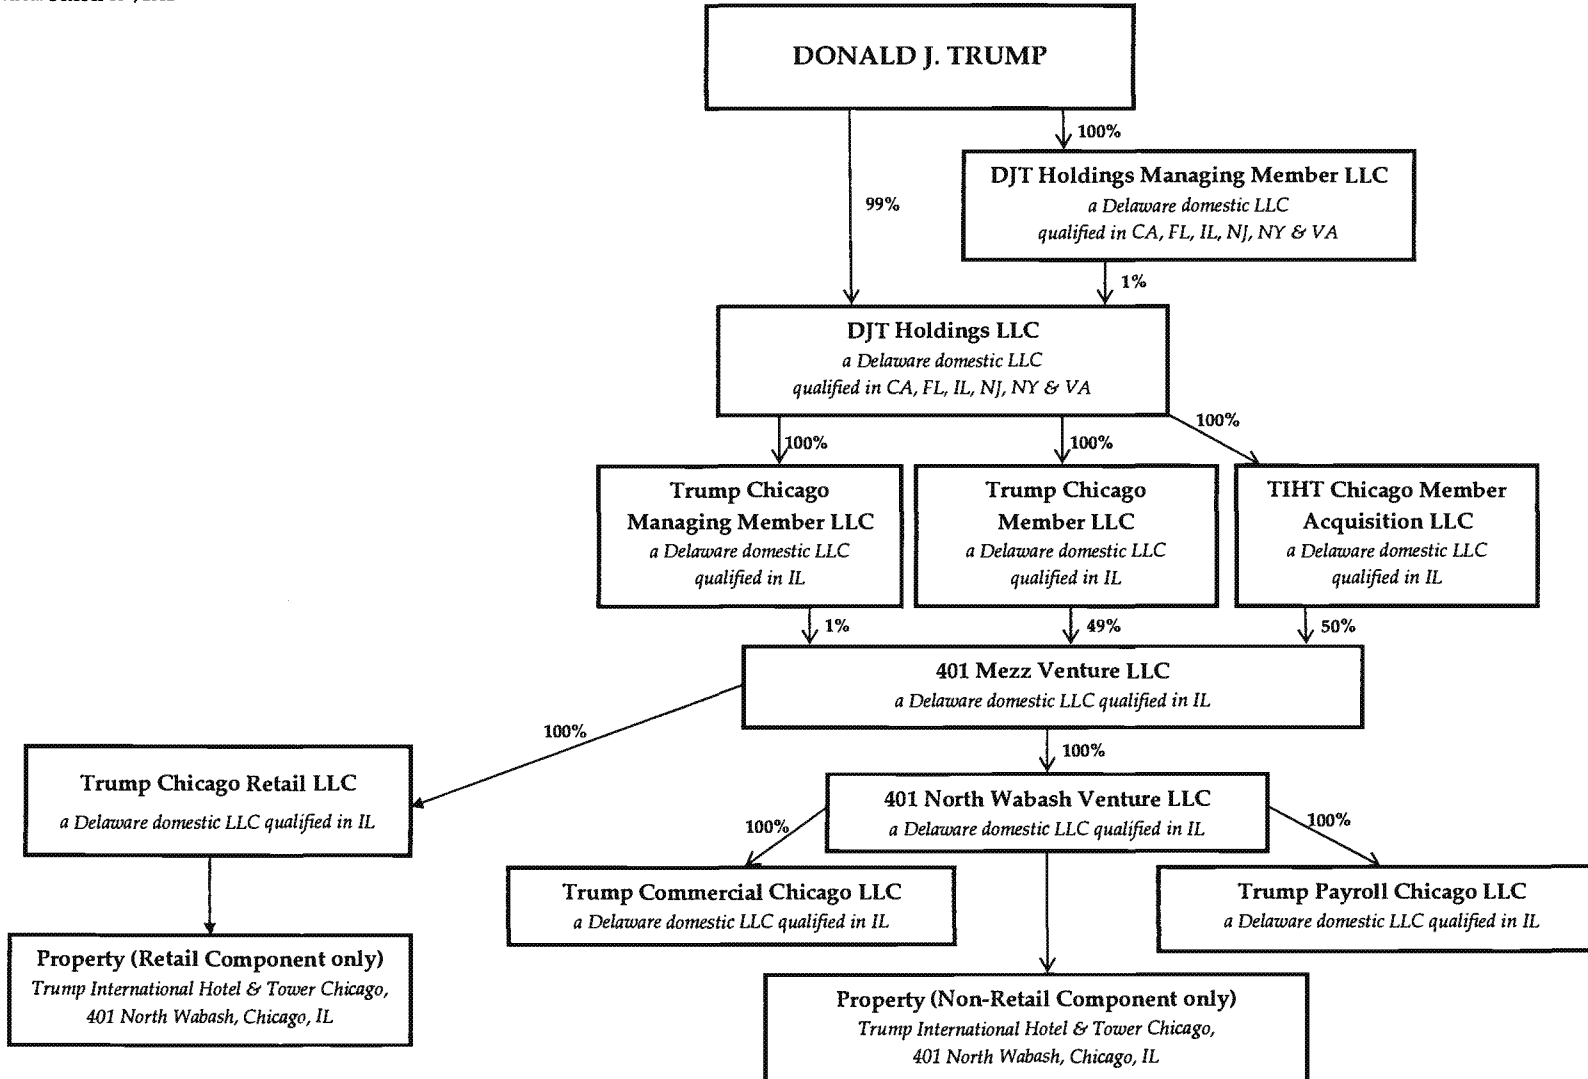 DONALD J. TRUMP
100%
DJT Holdings Managing Member LLC
a Delaware domestic LLC
qualified in CA, FL, IL, NJ, NY & VA
99%
1%
DJT Holdings LLC
a Delaware domestic LLC
qualified in CA, FL, IL, NJ, NY & VA
100%
100%
100%
Trump Chicago
Managing Member LLC
a Delaware domestic LLC
qualified in IL
Trump Chicago
Member LLC
a Delaware domestic LLC
qualified in IL
TIHT Chicago Member
Acquisition LLC
a Delaware domestic LLC
qualified in IL
1%
49%
50%
401 Mezz Venture LLC
a Delaware domestic LLC qualified in IL
100%
100%
Trump Chicago Retail LLC
a Delaware domestic LLC qualified in IL
401 North Wabash Venture LLC
a Delaware domestic LLC qualified in IL
100%
100%
Trump Commercial Chicago LLC
a Delaware domestic LLC qualified in IL
Trump Payroll Chicago LLC
a Delaware domestic LLC qualified in IL
Property (Retail Component only)
Trump International Hotel & Tower Chicago,
401 North Wabash, Chicago, IL
Property (Non-Retail Component only)
Trump International Hotel & Tower Chicago,
401 North Wabash, Chicago, IL